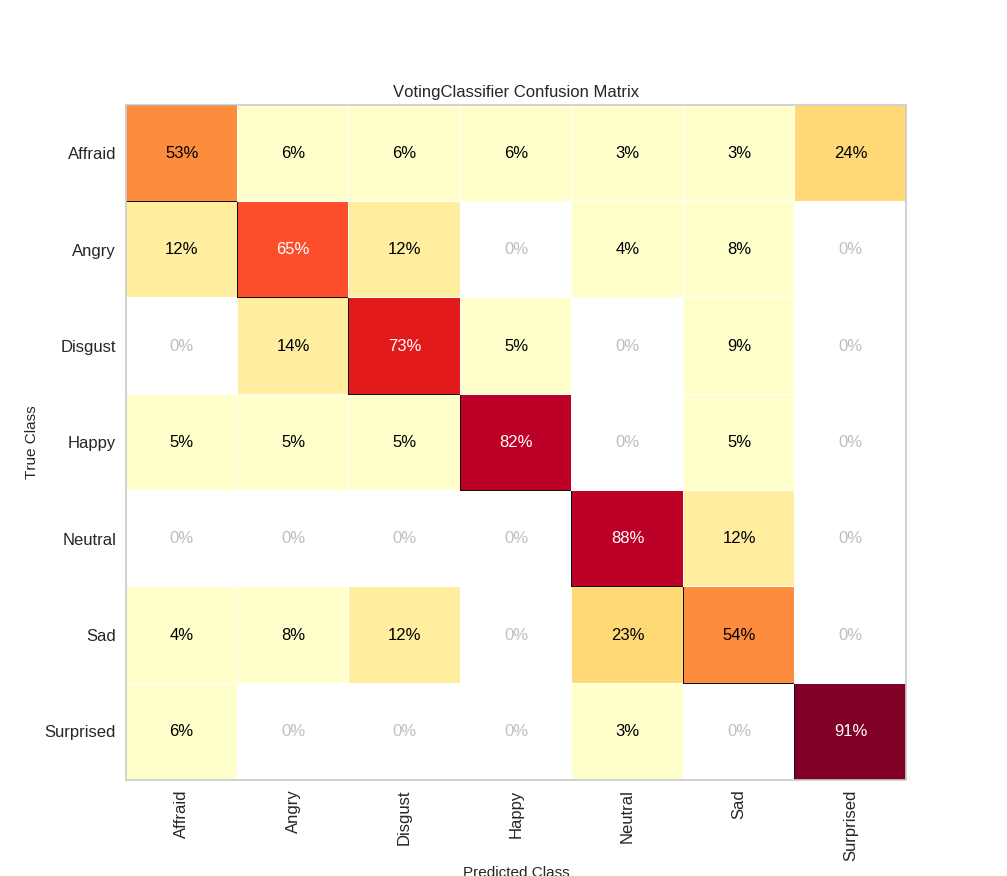 VotingClassifier Confusion Matrix
Affraid 53% 6% 6% 6% 3% 3% 24%
Angry 12% 65% 12% 0% 4% 8% 0%
Disgust 0% 14% 73% 5% 0% 9% 0%
Happy 5% 5% 5% 82% 0% 5% 0%
Neutral 0% 0% 0% 0% 88% 12% 0%
Sad 4% 8% 12% 0% 23% 54% 0%
Surprised 6% 0% 0% 0% 3% 0% 91%
True Class
Affraid Angry Disgust Happy Neutral Sad Surprised
Predicted Class